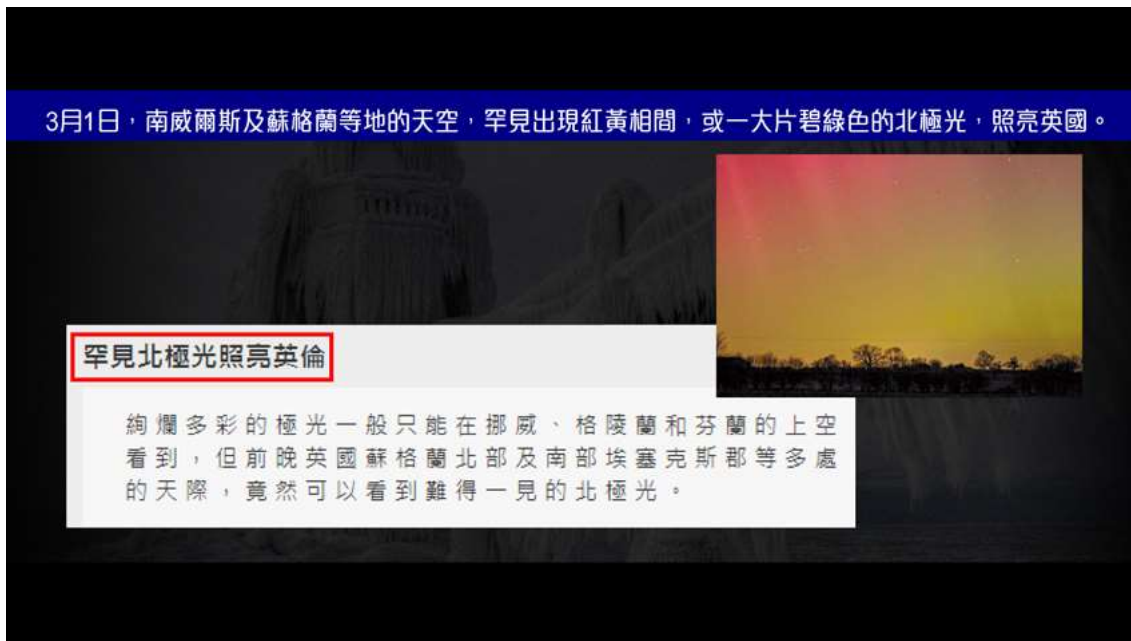 3月1日，南威爾斯及蘇格蘭等地的天空，罕見出現紅黃相間，或一大片碧綠色的北極光，照亮英國。
罕見北極光照亮英倫
絢爛多彩的極光一般只能在挪威、格陵蘭和芬蘭的上空
看到，但前晚英國蘇格蘭北部及南部埃塞克斯郡等多處
的天際，竟然可以看到難得一見的北極光。